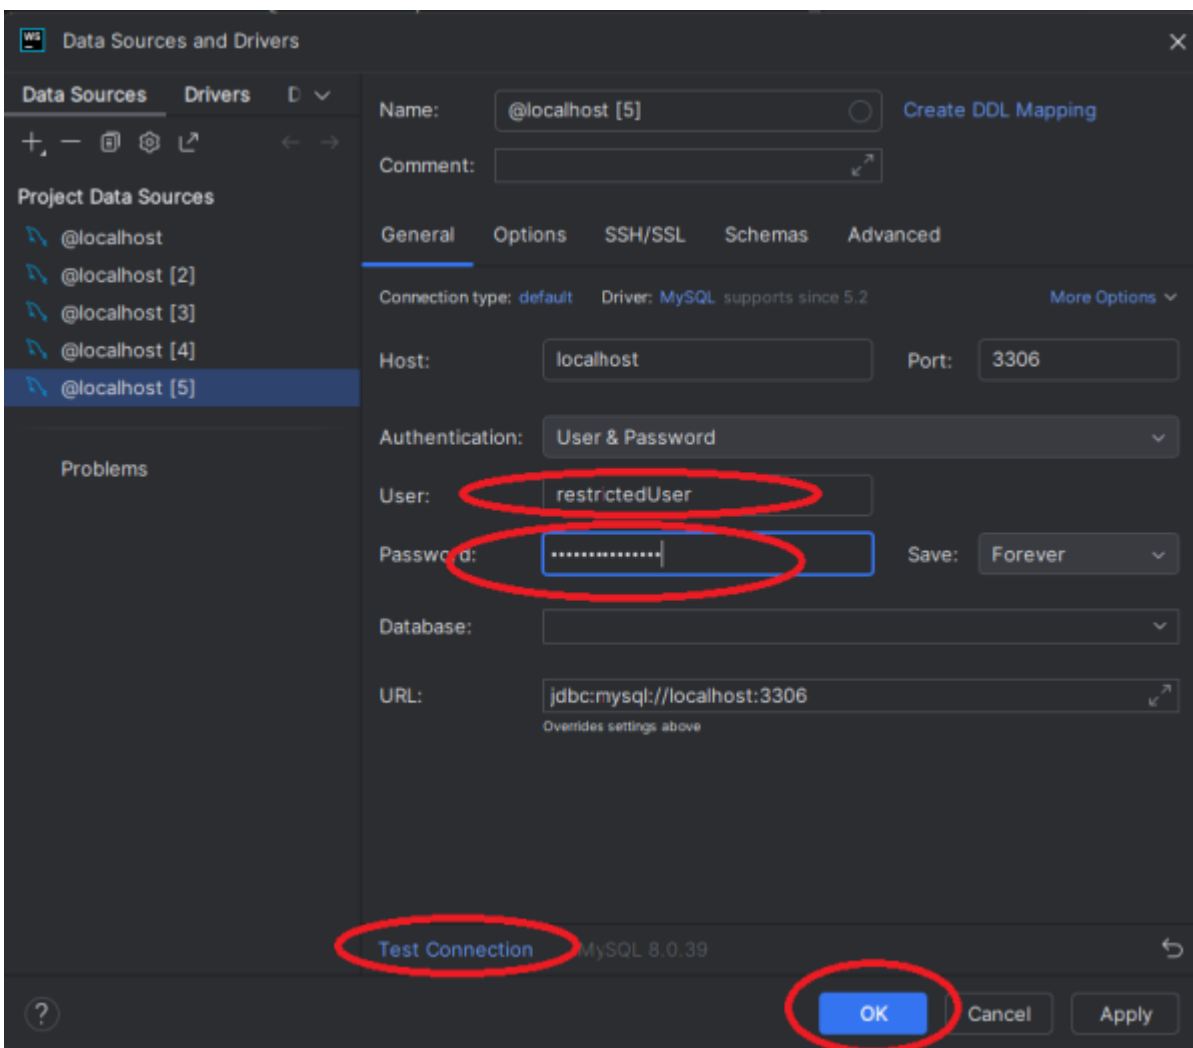 WS Data Sources and Drivers
Data Sources Drivers D
Project Data Sources
@localhost
@localhost [2]
@localhost [3]
@localhost [4]
@localhost [5]
Problems
Name: @localhost [5] Create DDL Mapping
Comment:
General Options SSH/SSL Schemas Advanced
Connection type: default Driver: MySQL supports since 5.2 More Options
Host: localhost Port: 3306
Authentication: User & Password
User: restrictedUser
Password: ••••••••••••••• Save: Forever
Database:
URL: jdbc:mysql://localhost:3306
Overrides settings above
Test Connection MySQL 8.0.39
? OK Cancel Apply